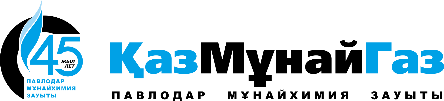 45
жыл
лет
ПАВЛОДАР
МҰНАЙХИМИЯ
ЗАУЫТЫ
ҚазМұнайГаз
ПАВЛОДАР МҰНАЙХИМИЯ ЗАУЫТЫ